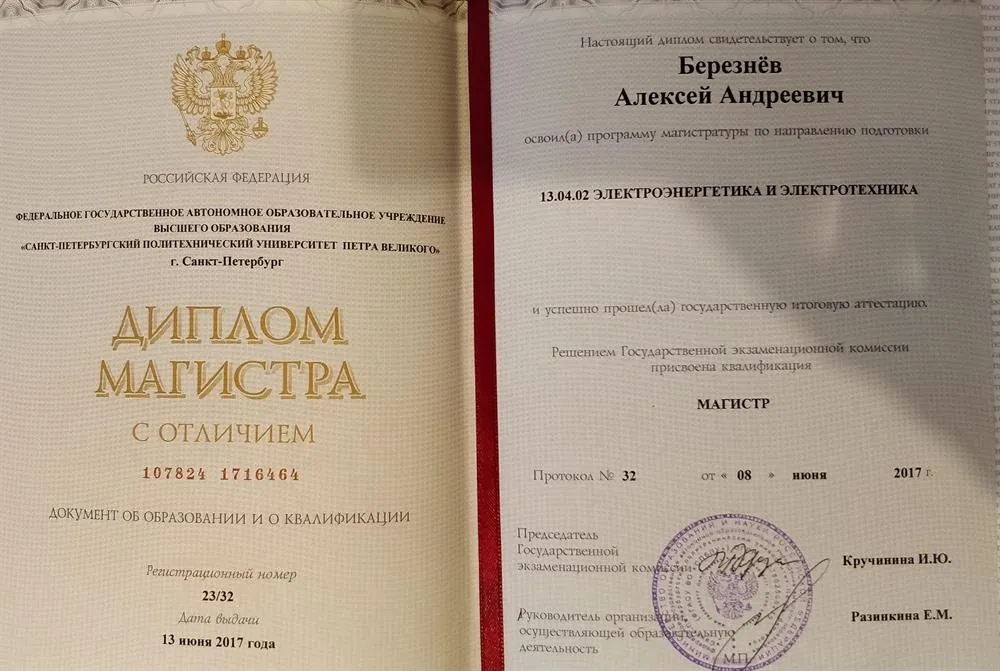 РОССИЙСКАЯ ФЕДЕРАЦИЯ
ФЕДЕРАЛЬНОЕ ГОСУДАРСТВЕННОЕ АВТОНОМНОЕ ОБРАЗОВАТЕЛЬНОЕ УЧРЕЖДЕНИЕ
ВЫСШЕГО ОБРАЗОВАНИЯ
«САНКТ-ПЕТЕРБУРГСКИЙ ПОЛИТЕХНИЧЕСКИЙ УНИВЕРСИТЕТ ПЕТРА ВЕЛИКОГО»
г. Санкт-Петербург
ДИПЛОМ
МАГИСТРА
С ОТЛИЧИЕМ
107824 1716464
ДОКУМЕНТ ОБ ОБРАЗОВАНИИ И О КВАЛИФИКАЦИИ
Регистрационный номер
23/32
Дата выдачи
13 июня 2017 года
Настоящий диплом свидетельствует о том, что
Березнёв
Алексей Андреевич
освоил(а) программу магистратуры по направлению подготовки
13.04.02 ЭЛЕКТРОЭНЕРГЕТИКА И ЭЛЕКТРОТЕХНИКА
и успешно прошел(ла) государственную итоговую аттестацию.
Решением Государственной экзаменационной комиссии
присвоена квалификация
МАГИСТР
Протокол № 32 от « 08 » июня 2017 г.
Председатель
Государственной
экзаменационной комиссии Кручинина И.Ю.
Руководитель организации, Разинкина Е.М.
осуществляющей образовательную
деятельность
М.П.